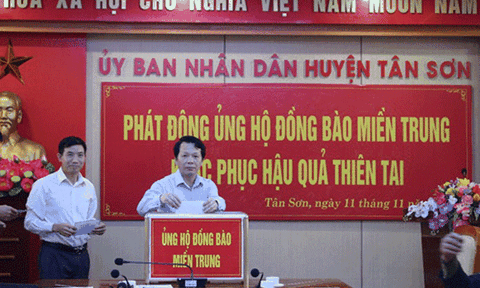 HÒA XÃ HỘI CHỦ NGHĨA VIỆT NAM MUÔN NĂM
ỦY BAN NHÂN DÂN HUYỆN TÂN SƠN
PHÁT ĐỘNG ỦNG HỘ ĐỒNG BÀO MIỀN TRUNG
PHỤC HẬU QUẢ THIÊN TAI
Tân Sơn, ngày 11 tháng 11
ỦNG HỘ ĐỒNG BÀO
MIỀN TRUNG